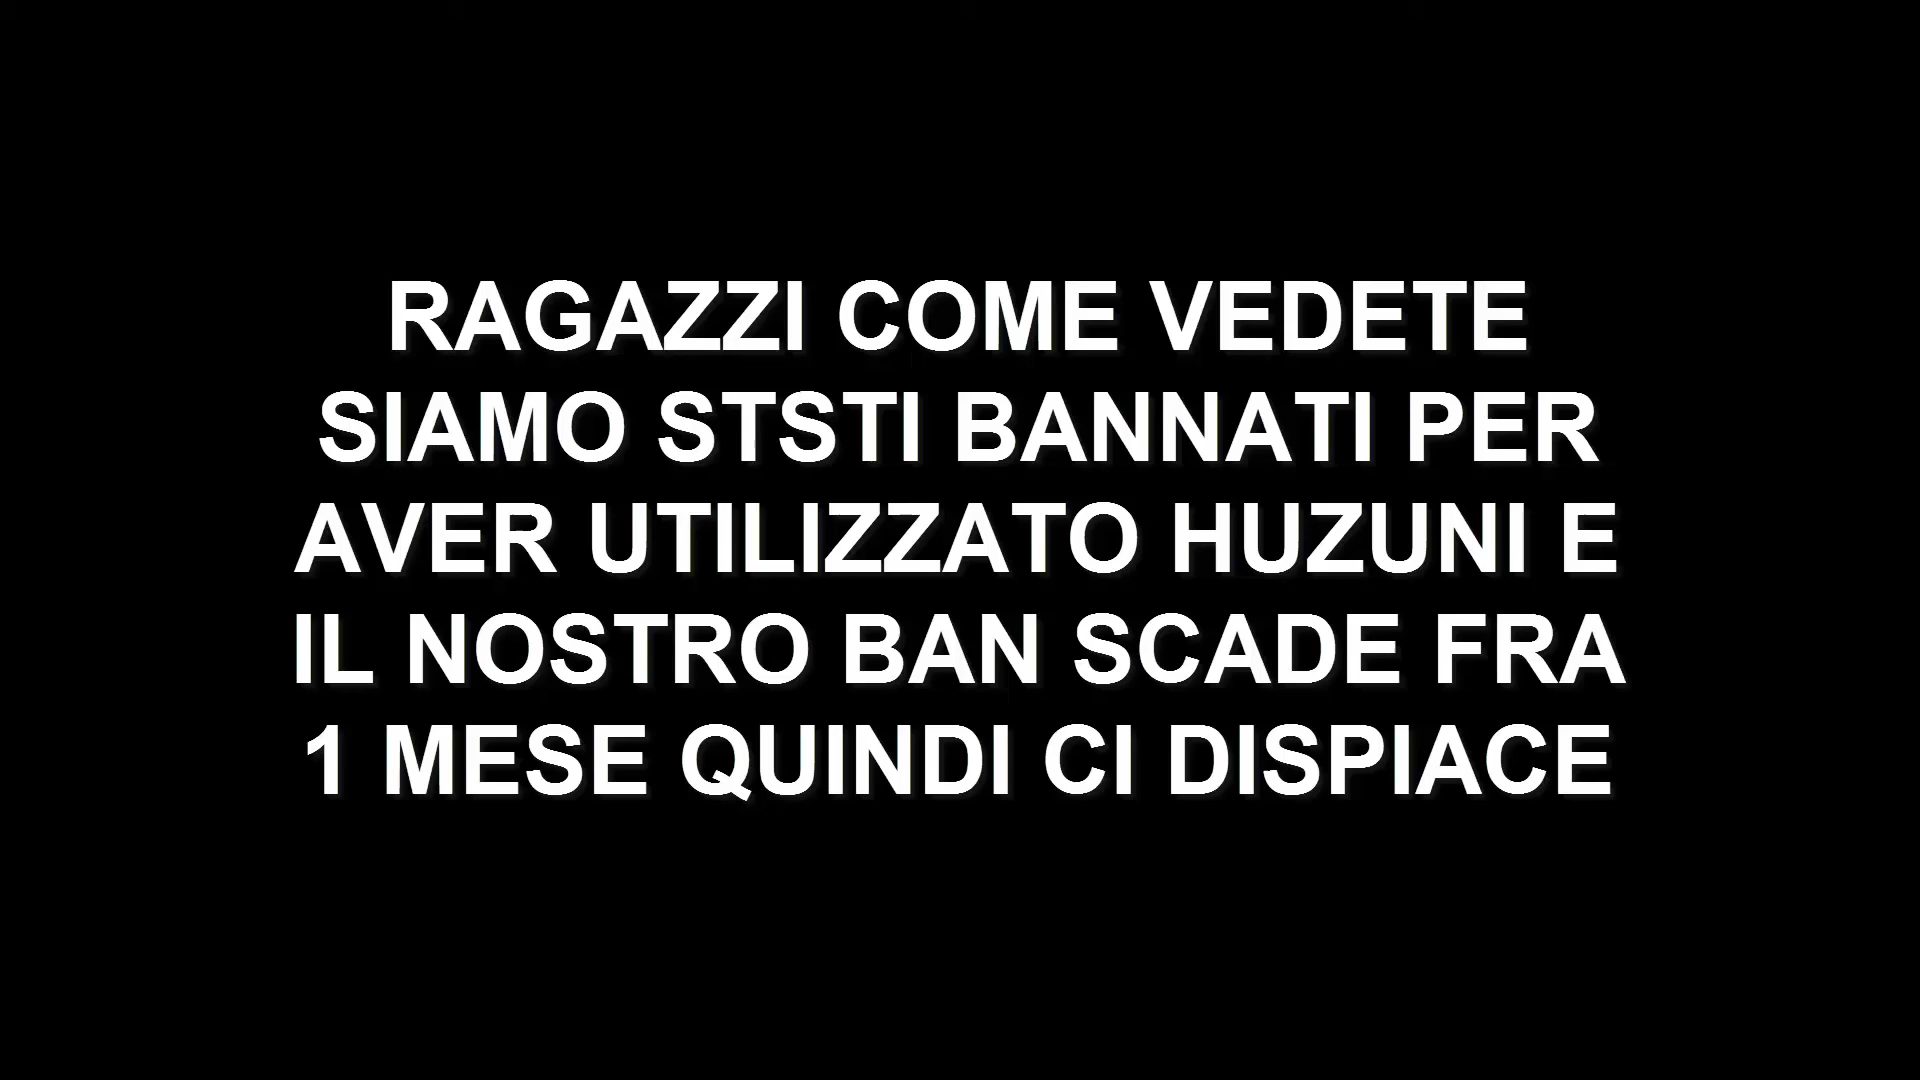 RAGAZZI COME VEDETE
SIAMO STSTI BANNATI PER
AVER UTILIZZATO HUZUNI E
IL NOSTRO BAN SCADE FRA
1 MESE QUINDI CI DISPIACE